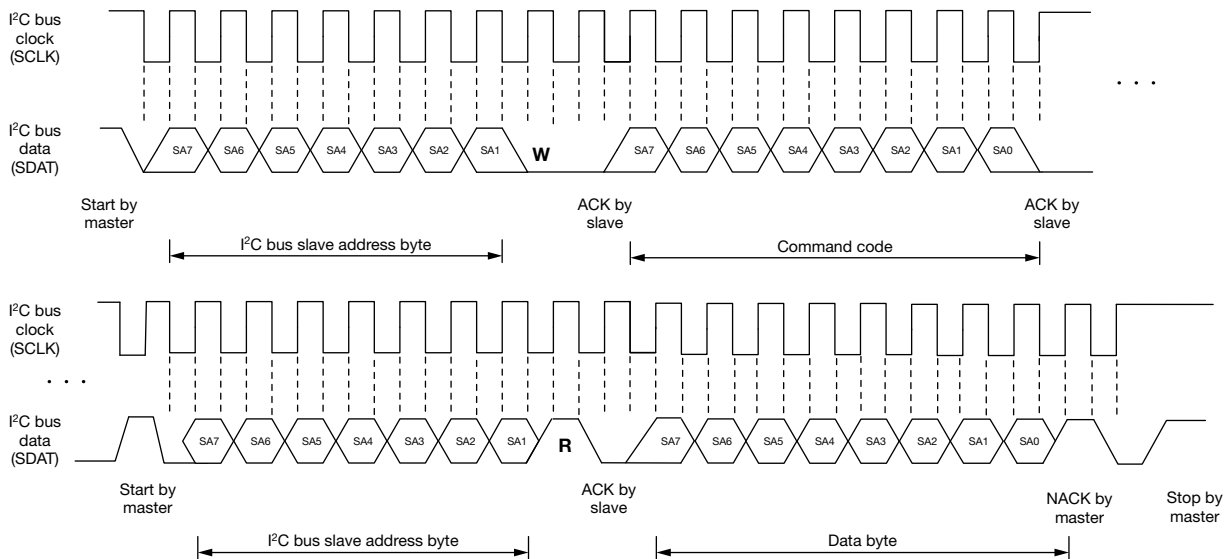 I²C bus
clock
(SCLK)
. . .
I²C bus
data
(SDAT)
SA7 SA6 SA5 SA4 SA3 SA2 SA1 W SA7 SA6 SA5 SA4 SA3 SA2 SA1 SA0
Start by
master
ACK by
slave
ACK by
slave
I²C bus slave address byte
Command code
I²C bus
clock
(SCLK)
. . .
I²C bus
data
(SDAT)
SA7 SA6 SA5 SA4 SA3 SA2 SA1 R SA7 SA6 SA5 SA4 SA3 SA2 SA1 SA0
Start by
master
ACK by
slave
NACK by
master
Stop by
master
I²C bus slave address byte
Data byte